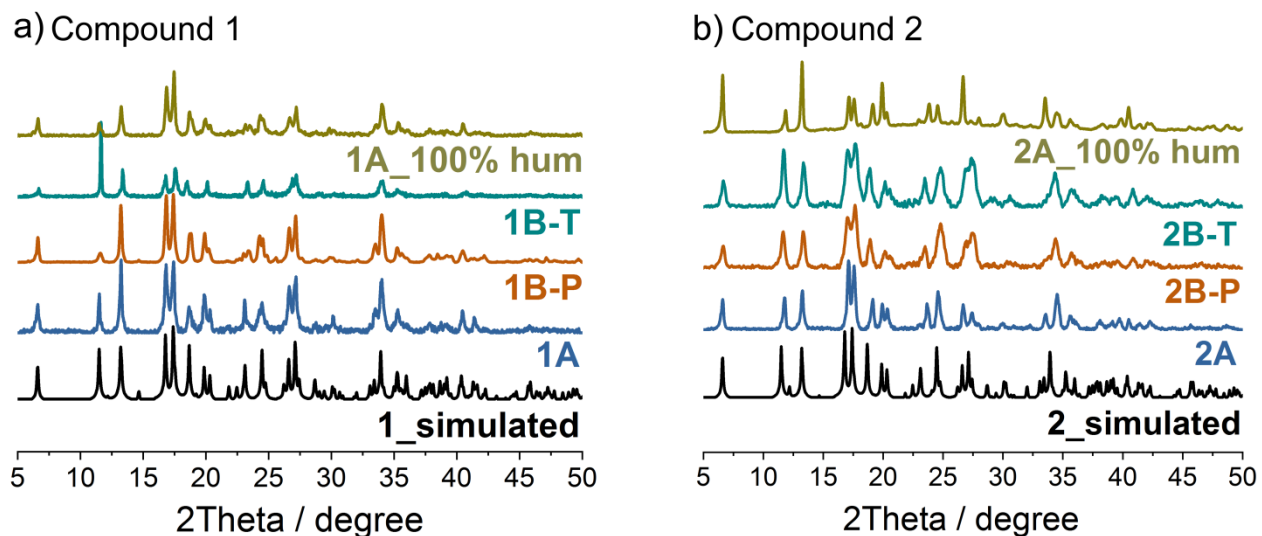 a) Compound 1
1A_100% hum
1B-T
1B-P
1A
1_simulated
5 10 15 20 25 30 35 40 45 50
2Theta / degree
b) Compound 2
2A_100% hum
2B-T
2B-P
2A
2_simulated
5 10 15 20 25 30 35 40 45 50
2Theta / degree